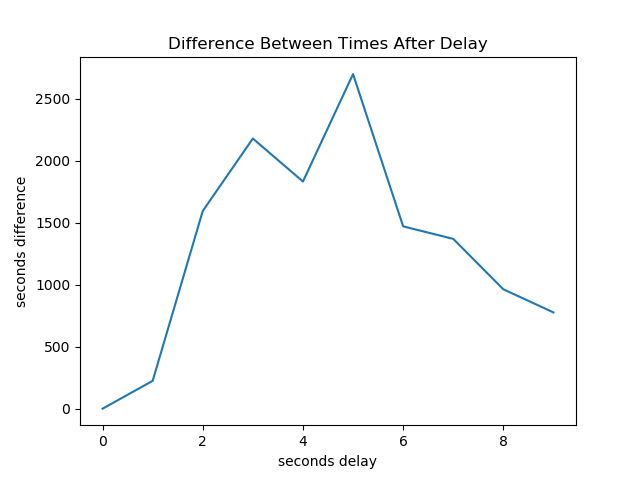 Difference Between Times After Delay
2500
2000
1500
1000
500
0
seconds difference
0 2 4 6 8
seconds delay